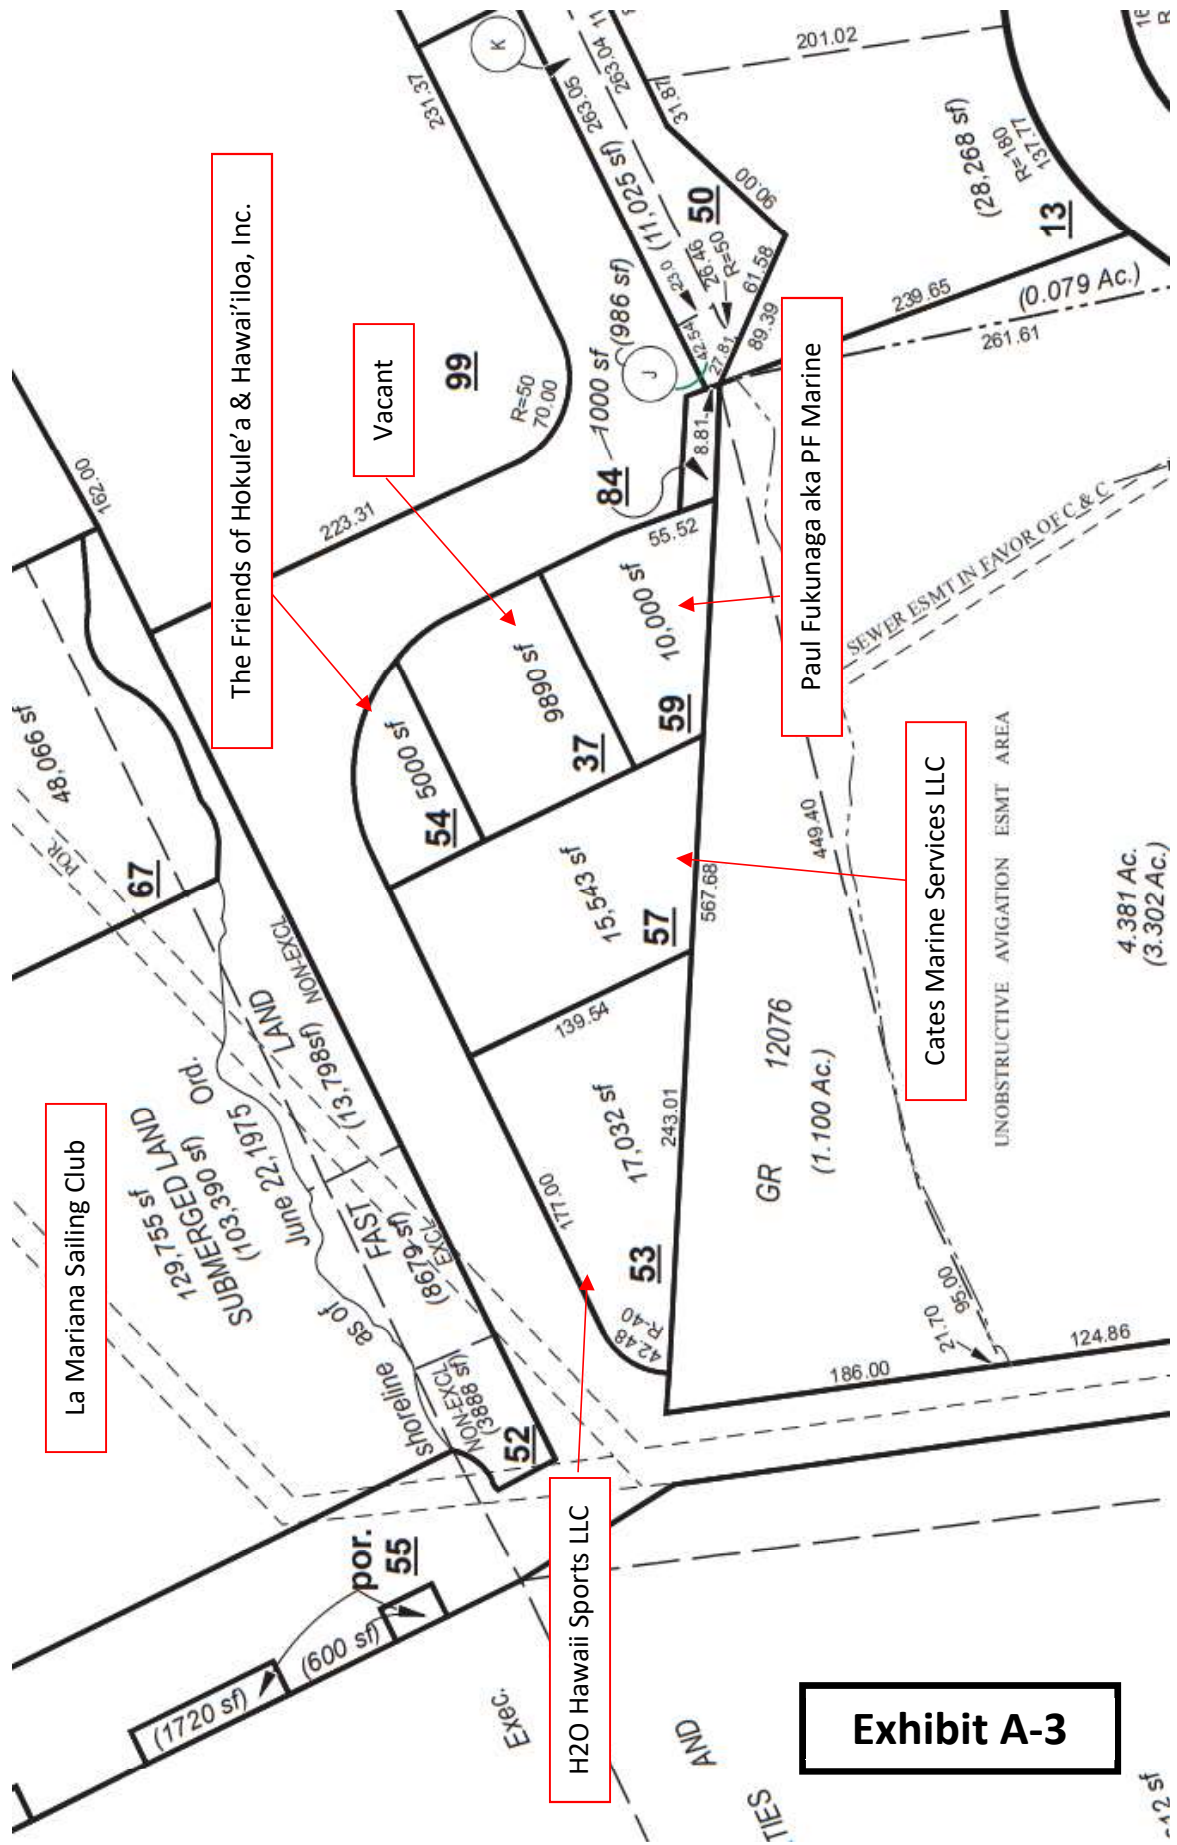 The Friends of Hokule'a & Hawai'iloa, Inc.
Vacant
La Mariana Sailing Club
Paul Fukunaga aka PF Marine
Cates Marine Services LLC
H2O Hawaii Sports LLC
Exhibit A-3
K
J
231.37
263.05
263.04
11
(11,025 sf)
31.87
201.02
90.00
50
23.0
26.46
R=50
42.54
27.81
61.58
89.39
(28,268 sf)
R=180
137.77
13
239.65
(0.079 Ac.)
261.61
99
R=50
70.00
1000 sf
(986 sf)
84
8.81
162.00
223.31
55.52
48,066 sf
67
POR.
5000 sf
54
9890 sf
37
10,000 sf
59
15,543 sf
57
567.68
139.54
17,032 sf
53
243.01
177.00
42.48
R-40
129,755 sf
SUBMERGED LAND
(103,390 sf)
Ord.
June 22,1975
shoreline as of
FAST LAND
(13,798sf) NON-EXCL
(8679 sf)
EXCL
NON-EXCL
(3888 sf)
52
por.
55
(600 sf)
(1720 sf)
Exec.
AND
TIES
GR 12076
(1.100 Ac.)
449.40
SEWER ESMT IN FAVOR OF C & C
UNOBSTRUCTIVE AVIGATION ESMT AREA
4.381 Ac.
(3.302 Ac.)
21.70
95.00
186.00
124.86